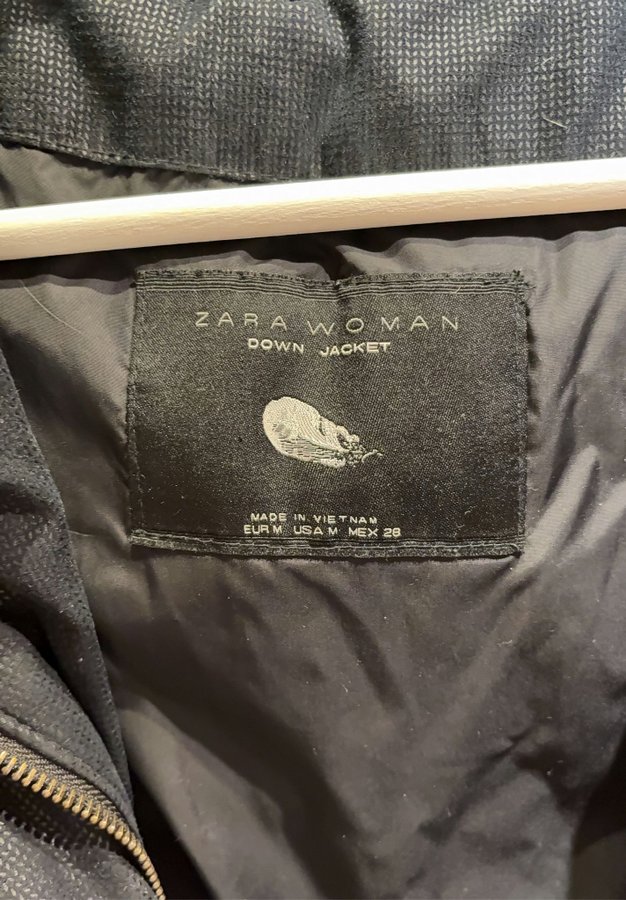 ZARA WOMAN
DOWN JACKET
MADE IN VIETNAM
EUR M USA M MEX 28